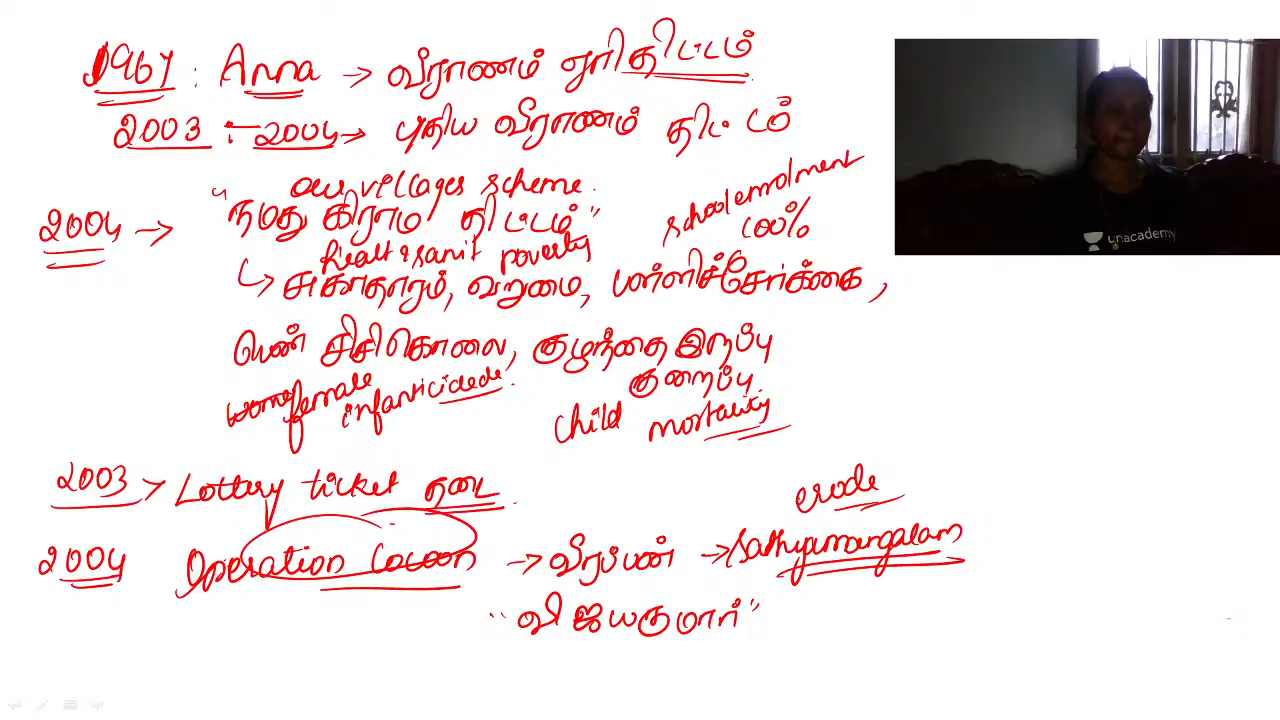 1967 : Anna → வீராணம் ஏரி திட்டம்
2003 : 2004 → புதிய வீராணம் திட்டம்
our villages scheme.
2004 → "நமது கிராம திட்டம்"
school enrolment
100%
healt & sanit poverty
↳ சுகாதாரம், வறுமை, பள்ளிச்சேர்க்கை,
பெண் சிசிகொலை, குழந்தை இறப்பு
குறைப்பு
female infanticide.
child mortality
2003 > Lottery ticket தடை
erode
2004 Operation Cocoon → வீரப்பன் → Sathyamangalam
"விஜயகுமார்"
unacademy